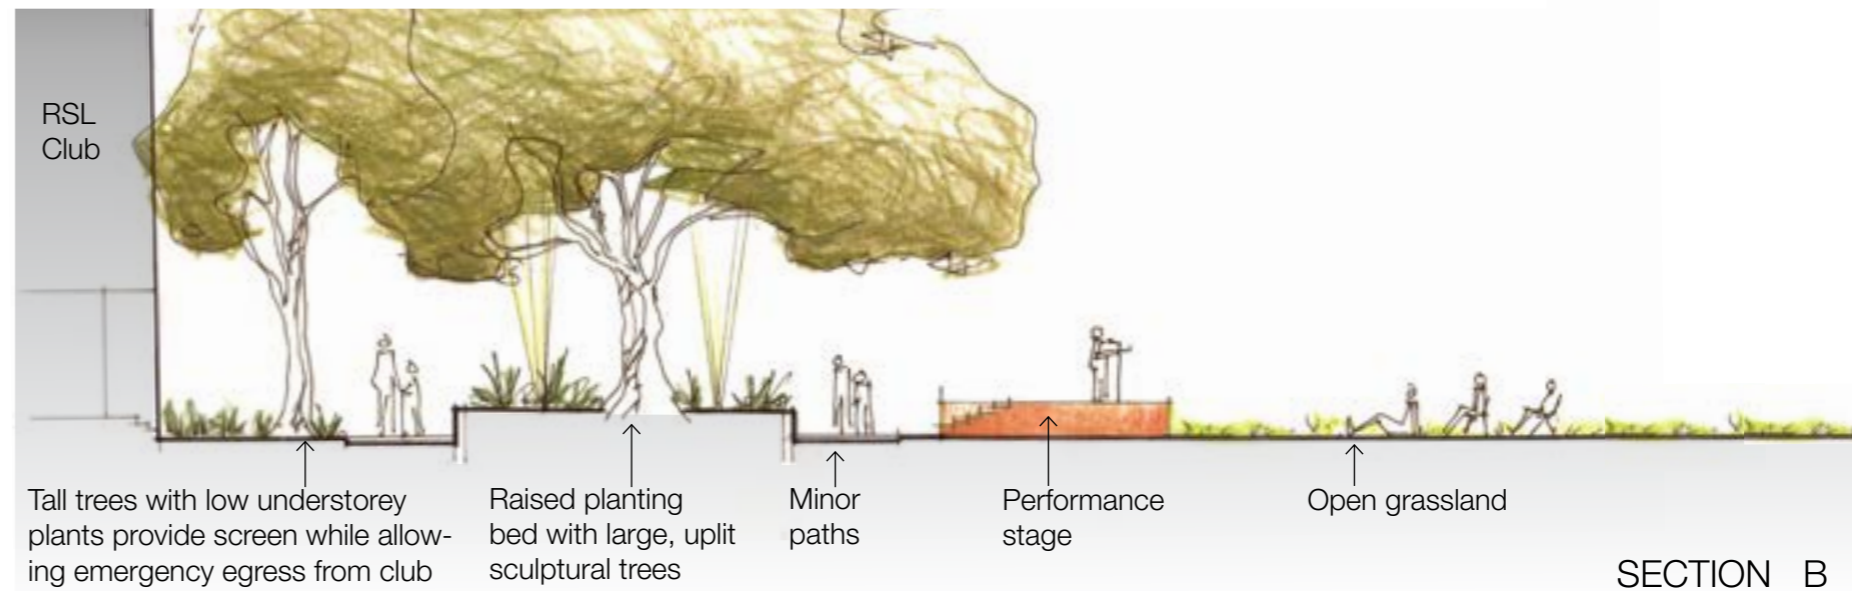 RSL
Club
Tall trees with low understorey
plants provide screen while allow-
ing emergency egress from club
Raised planting
bed with large, uplit
sculptural trees
Minor
paths
Performance
stage
Open grassland
SECTION B